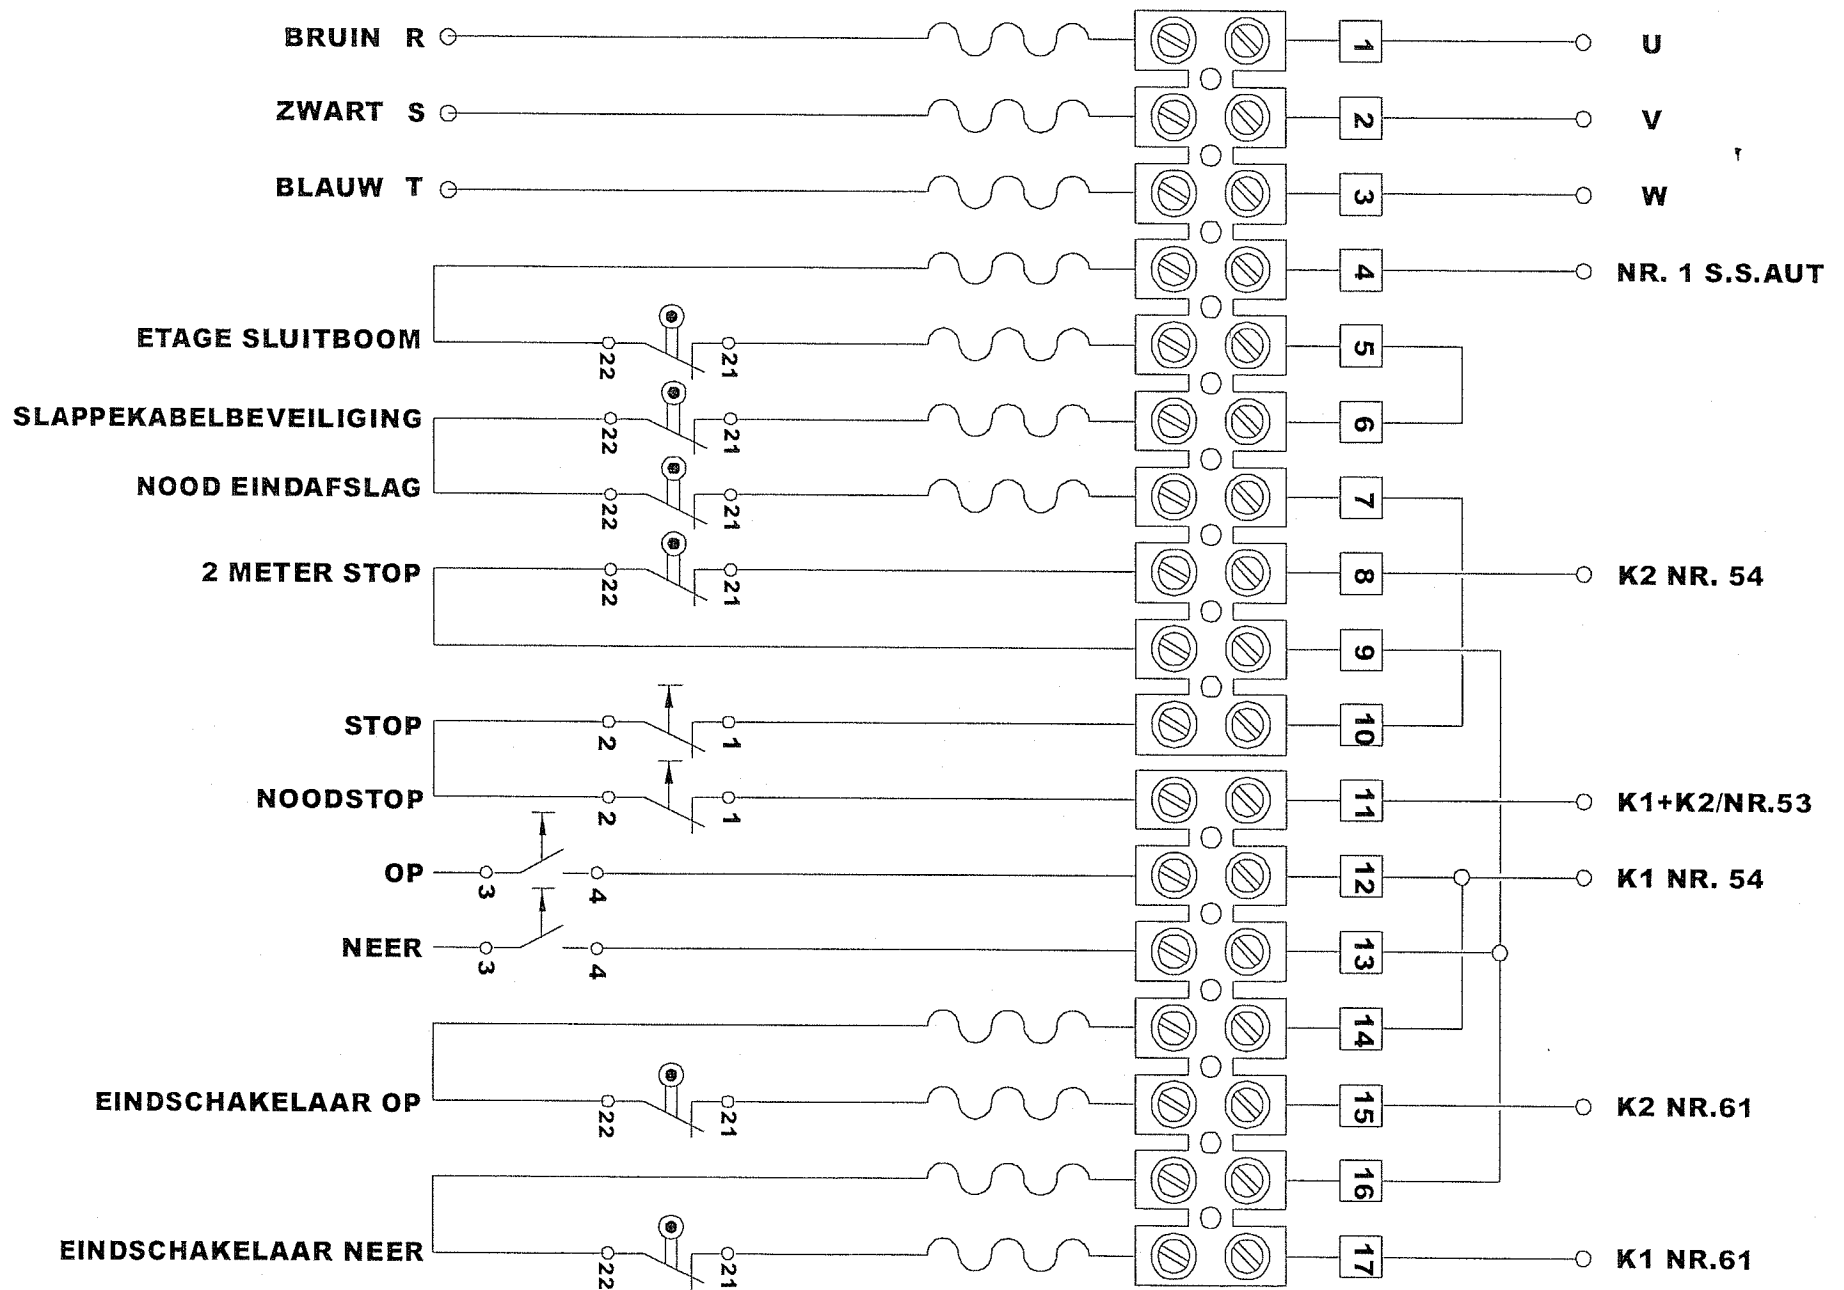 BRUIN R 1 U
ZWART S 2 V
BLAUW T 3 W
4 NR. 1 S.S.AUT
ETAGE SLUITBOOM 22 21 5
SLAPPEKABELBEVEILIGING 22 21 6
NOOD EINDAFSLAG 22 21 7
2 METER STOP 22 21 8 K2 NR. 54
9
STOP 2 1 10
NOODSTOP 2 1 11 K1+K2/NR.53
OP 3 4 12 K1 NR. 54
NEER 3 4 13
14
EINDSCHAKELAAR OP 22 21 15 K2 NR.61
16
EINDSCHAKELAAR NEER 22 21 17 K1 NR.61